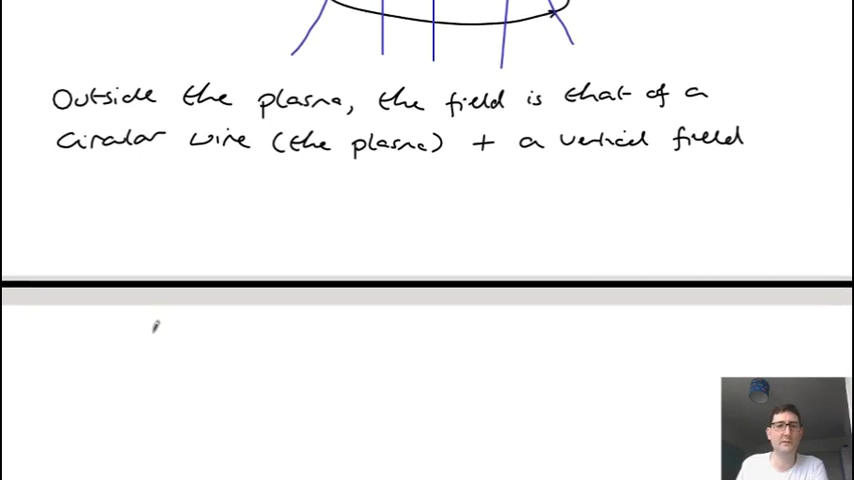 Outside the plasma, the field is that of a
Circular wire (the plasma) + a vertical field